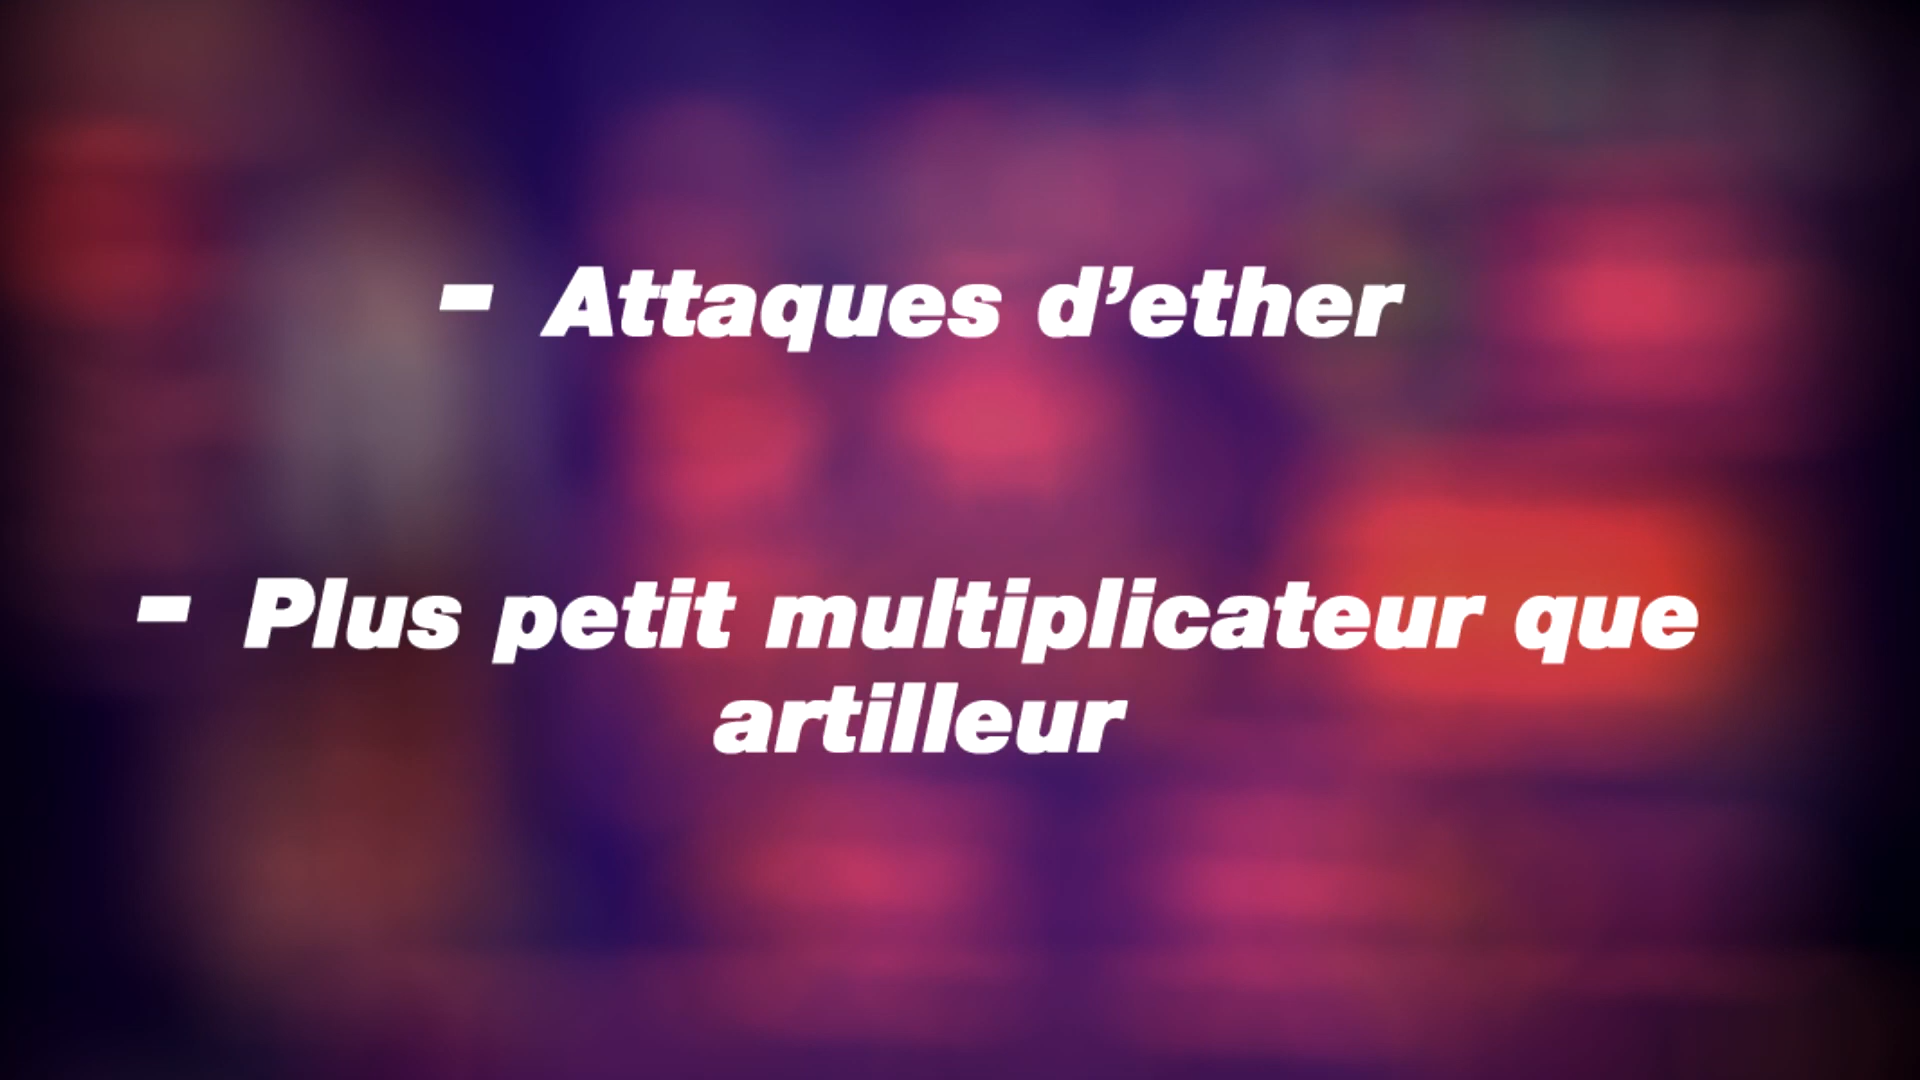 - Attaques d’ether
- Plus petit multiplicateur que
artilleur